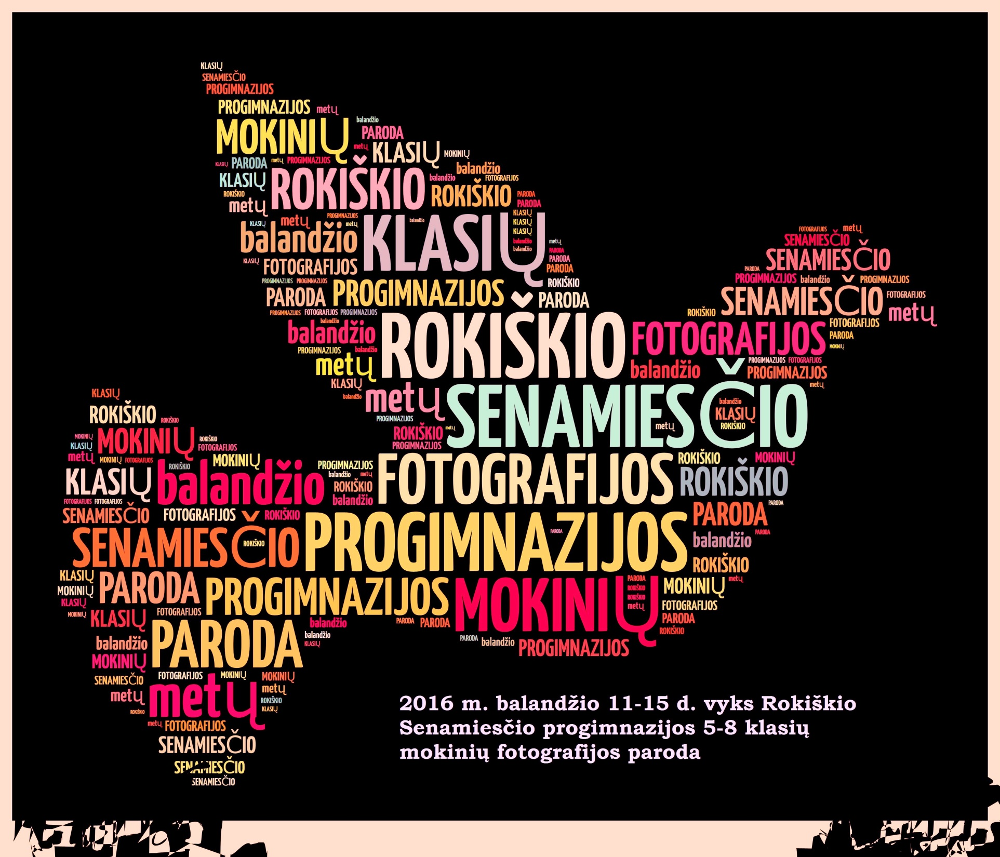 KLASIŲ
SENAMIESČIO
PROGIMNAZIJOS
PROGIMNAZIJOS metų
MOKINIŲ balandžio
PARODA
metų KLASIŲ MOKINIŲ
KLASIŲ PARODA metų PROGIMNAZIJOS
balandžio
KLASIŲ ROKIŠKIO balandžio FOTOGRAFIJOS
ROKIŠKIO ROKIŠKIO PARODA
metų PARODA
KLASIŲ
metų PROGIMNAZIJOS
KLASIŲ metų balandžio KLASIŲ
balandžio KLASIŲ KLASIŲ
balandžio metų
balandžio PARODA
KLASIŲ FOTOGRAFIJOS PARODA
PARODA
PROGIMNAZIJOS PROGIMNAZIJOS ROKIŠKIO
PARODA PROGIMNAZIJOS PARODA
PROGIMNAZIJOS FOTOGRAFIJOS PROGIMNAZIJOS
balandžio
balandžio ROKIŠKIO
PROGIMNAZIJOS balandžio
metų
KLASIŲ
balandžio metų
PROGIMNAZIJOS
FOTOGRAFIJOS metų
SENAMIESČIO
SENAMIESČIO
PARODA
PROGIMNAZIJOS balandžio PROGIMNAZIJOS
SENAMIESČIO FOTOGRAFIJOS
ROKIŠKIO metų
FOTOGRAFIJOS FOTOGRAFIJOS
PARODA
MOKINIŲ
PROGIMNAZIJOS FOTOGRAFIJOS
balandžio PROGIMNAZIJOS
metų
SENAMIESČIO
balandžio
KLASIŲ
metų ROKIŠKIO
ROKIŠKIO metų
PROGIMNAZIJOS
KLASIŲ
ROKIŠKIO ROKIŠKIO
MOKINIŲ MOKINIŲ ROKIŠKIO
KLASIŲ FOTOGRAFIJOS
metų MOKINIŲ FOTOGRAFIJOS
ROKIŠKIO MOKINIŲ PROGIMNAZIJOS
KLASIŲ balandžio balandžio metų
ROKIŠKIO
balandžio
FOTOGRAFIJOS
ROKIŠKIO MOKINIŲ
ROKIŠKIO
FOTOGRAFIJOS FOTOGRAFIJOS
SENAMIESČIO FOTOGRAFIJOS ROKIŠKIO
PARODA PARODA
SENAMIESČIO ROKIŠKIO PROGIMNAZIJOS PARODA
balandžio PARODA
ROKIŠKIO
KLASIŲ PARODA PROGIMNAZIJOS MOKINIŲ
MOKINIŲ
KLASIŲ
PARODA
ROKIŠKIO
ROKIŠKIO
metų
MOKINIŲ metų
FOTOGRAFIJOS
PARODA
ROKIŠKIO
MOKINIŲ KLASIŲ FOTOGRAFIJOS
balandžio PARODA PARODA
PARODA balandžio
KLASIŲ
balandžio
MOKINIŲ
PARODA balandžio PROGIMNAZIJOS
SENAMIESČIO FOTOGRAFIJOS MOKINIŲ MOKINIŲ
metų metų metų
ROKIŠKIO
ROKIŠKIO KLASIŲ
metų FOTOGRAFIJOS
SENAMIESČIO
SENAMIESČIO
SENAMIESČIO
2016 m. balandžio 11-15 d. vyks Rokiškio
Senamiesčio progimnazijos 5-8 klasių
mokinių fotografijos paroda